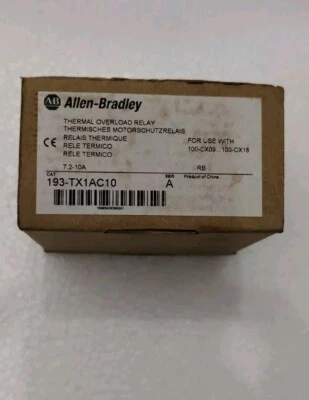 AB Allen-Bradley
THERMAL OVERLOAD RELAY
THERMISCHES MOTORSCHUTZRELAIS
RELAIS THERMIQUE
RELE TERMICO
RELE TERMICO
FOR USE WITH
100-CX09...100-CX18
7.2-10A
RB
CAT
193-TX1AC10
SER
A
Product of China